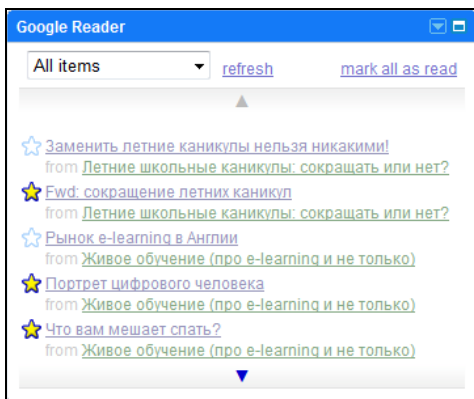 Google Reader
All items refresh mark all as read
Заменить летние каникулы нельзя никакими!
from Летние школьные каникулы: сокращать или нет?
Fwd: сокращение летних каникул
from Летние школьные каникулы: сокращать или нет?
Рынок e-learning в Англии
from Живое обучение (про e-learning и не только)
Портрет цифрового человека
from Живое обучение (про e-learning и не только)
Что вам мешает спать?
from Живое обучение (про e-learning и не только)